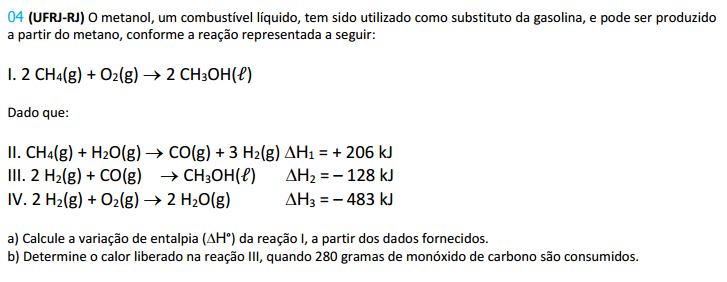 04 (UFRJ-RJ) O metanol, um combustível líquido, tem sido utilizado como substituto da gasolina, e pode ser produzido
a partir do metano, conforme a reação representada a seguir:
I. 2 CH₄(g) + O₂(g) → 2 CH₃OH(ℓ)
Dado que:
II. CH₄(g) + H₂O(g) → CO(g) + 3 H₂(g) ΔH₁ = + 206 kJ
III. 2 H₂(g) + CO(g) → CH₃OH(ℓ) ΔH₂ = – 128 kJ
IV. 2 H₂(g) + O₂(g) → 2 H₂O(g) ΔH₃ = – 483 kJ
a) Calcule a variação de entalpia (ΔH°) da reação I, a partir dos dados fornecidos.
b) Determine o calor liberado na reação III, quando 280 gramas de monóxido de carbono são consumidos.